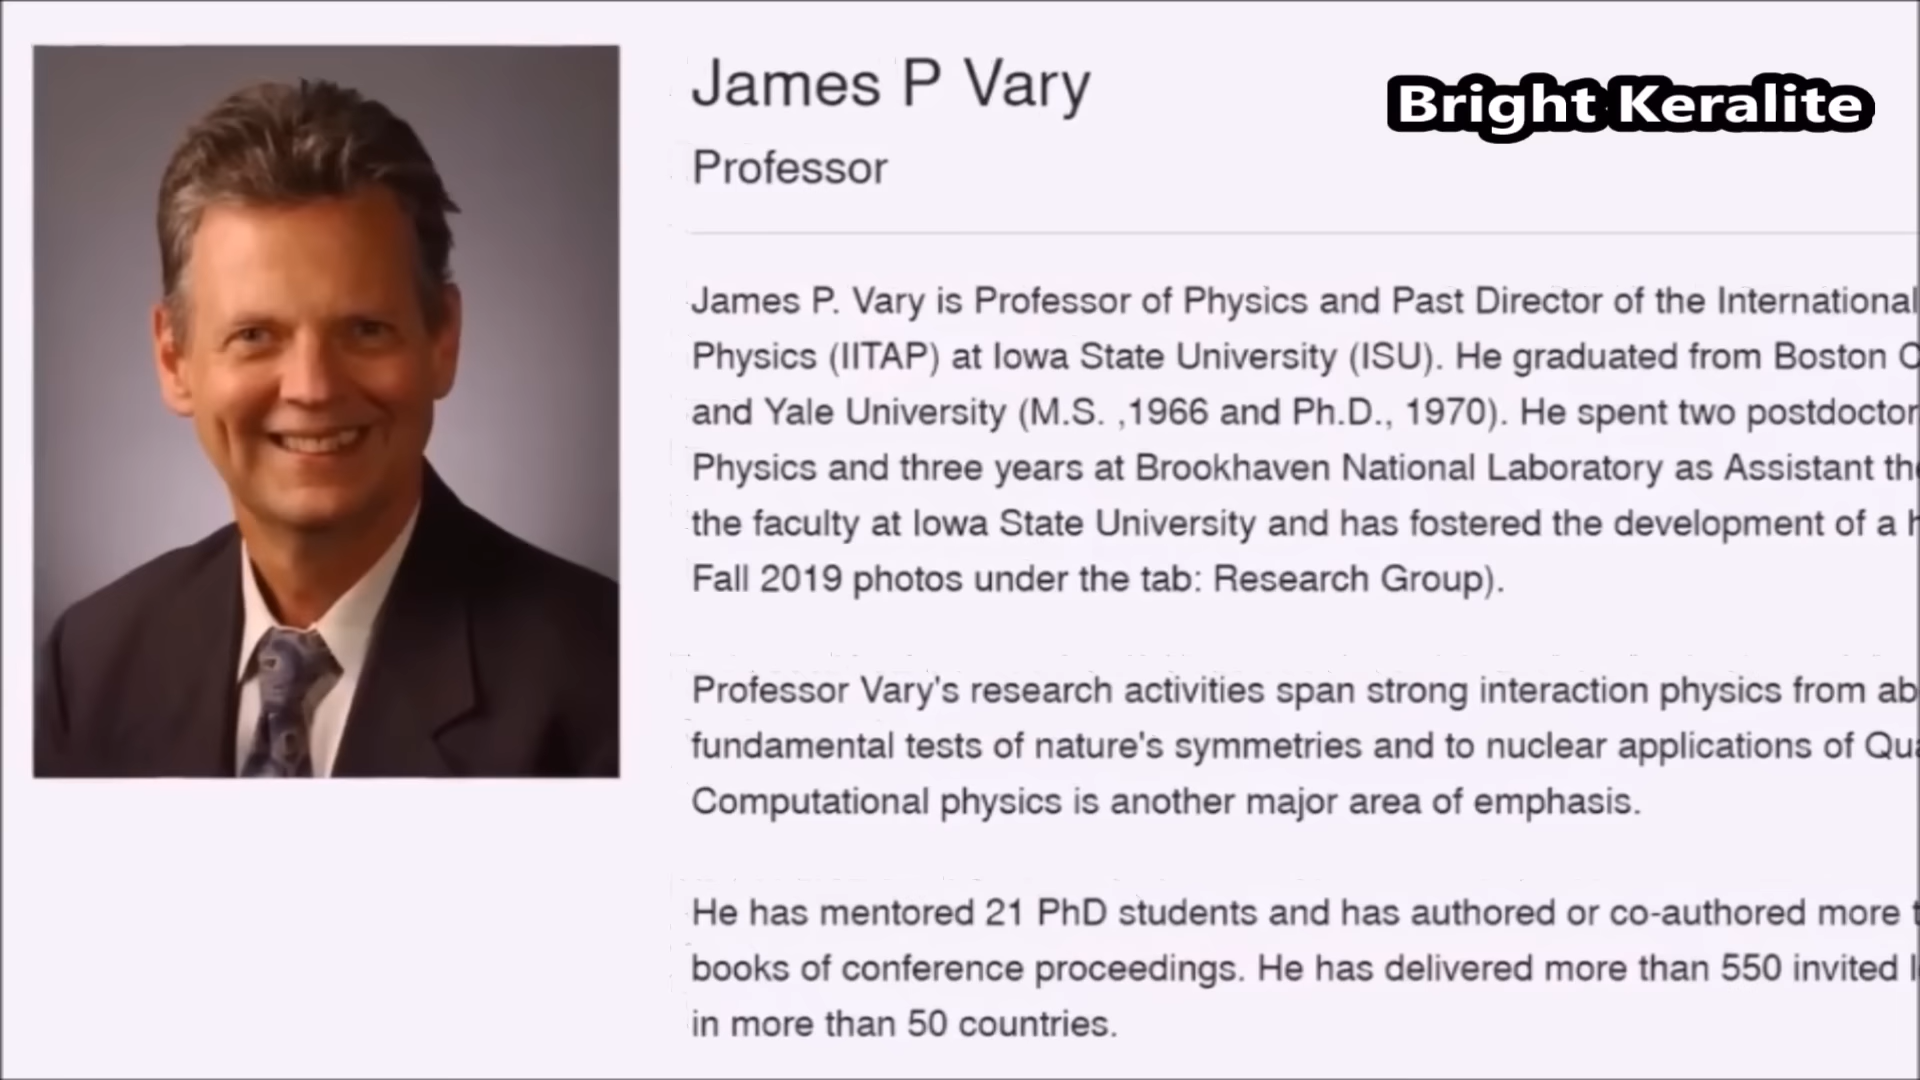 James P Vary
Bright Keralite
Professor
James P. Vary is Professor of Physics and Past Director of the International
Physics (IITAP) at Iowa State University (ISU). He graduated from Boston
and Yale University (M.S. ,1966 and Ph.D., 1970). He spent two postdoctor
Physics and three years at Brookhaven National Laboratory as Assistant the
the faculty at Iowa State University and has fostered the development of a
Fall 2019 photos under the tab: Research Group).
Professor Vary's research activities span strong interaction physics from ab
fundamental tests of nature's symmetries and to nuclear applications of
Computational physics is another major area of emphasis.
He has mentored 21 PhD students and has authored or co-authored more
books of conference proceedings. He has delivered more than 550 invited
in more than 50 countries.